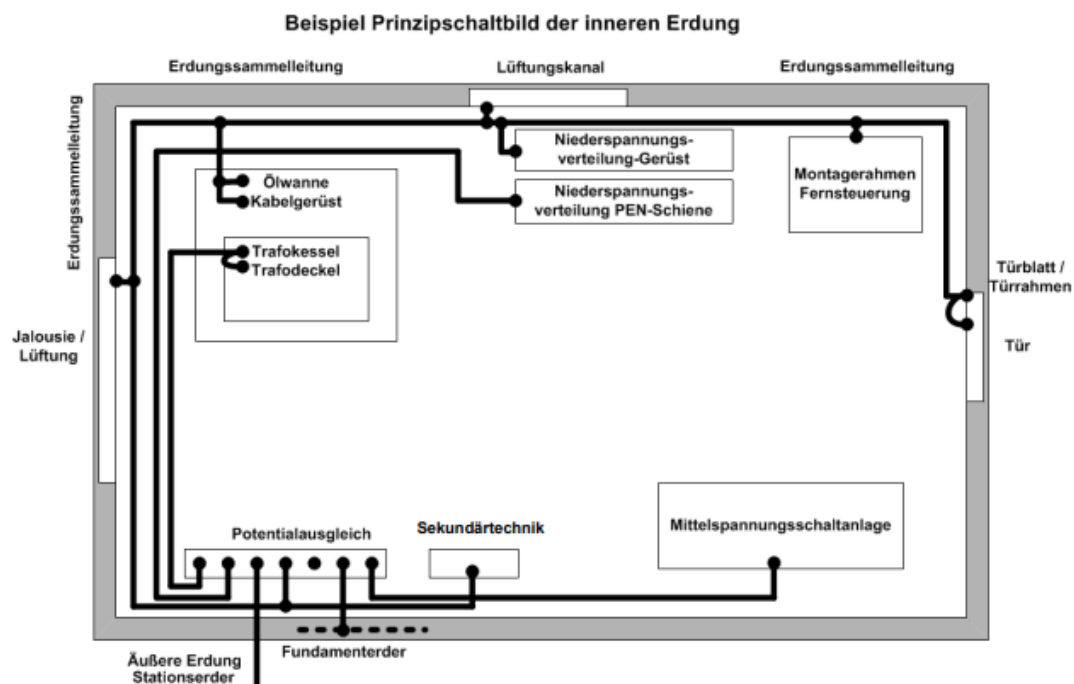 Beispiel Prinzipschaltbild der inneren Erdung
Erdungssammelleitung
Lüftungskanal
Erdungssammelleitung
Erdungssammelleitung
Niederspannungs-
verteilung-Gerüst
Montagerahmen
Fernsteuerung
Ölwanne
Kabelgerüst
Niederspannungs-
verteilung PEN-Schiene
Trafokessel
Trafodeckel
Türblatt /
Türrahmen
Jalousie /
Lüftung
Tür
Potentialausgleich
Sekundärtechnik
Mittelspannungsschaltanlage
Fundamenterder
Äußere Erdung
Stationserder